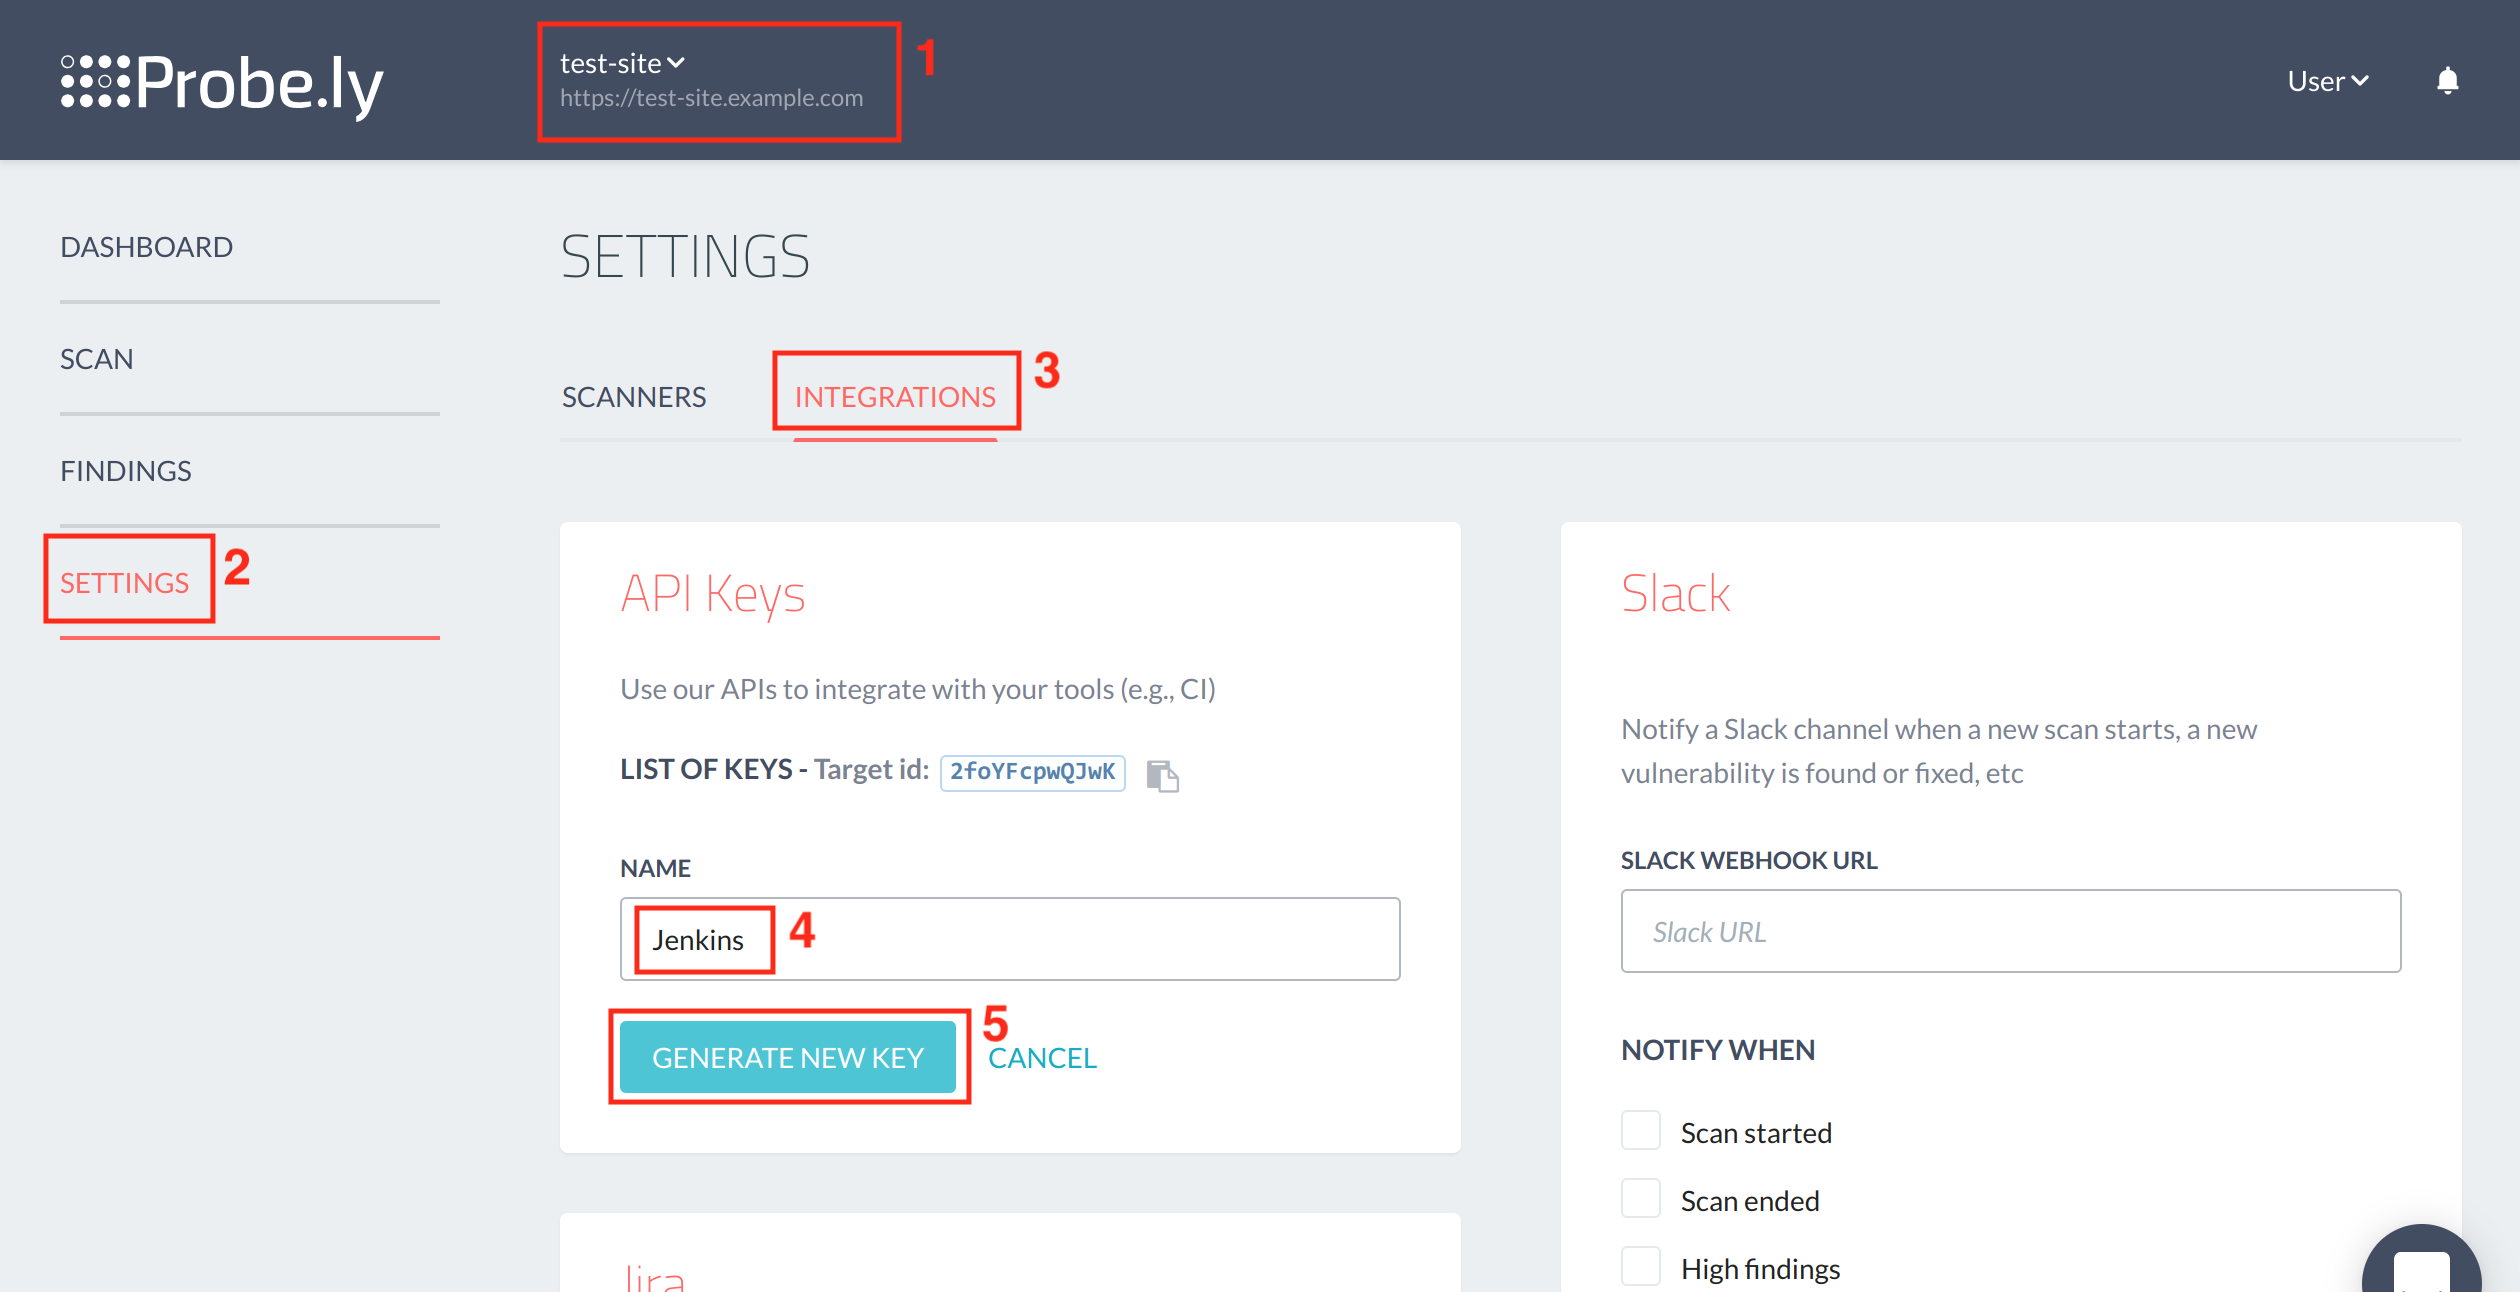 Probe.ly
test-site
https://test-site.example.com
1
User
DASHBOARD
SCAN
FINDINGS
SETTINGS
2
SETTINGS
SCANNERS
INTEGRATIONS
3
API Keys
Use our APIs to integrate with your tools (e.g., CI)
LIST OF KEYS - Target id: 2foYFcpwQJwK
NAME
Jenkins
4
GENERATE NEW KEY
5
CANCEL
Jira
Slack
Notify a Slack channel when a new scan starts, a new
vulnerability is found or fixed, etc
SLACK WEBHOOK URL
Slack URL
NOTIFY WHEN
Scan started
Scan ended
High findings